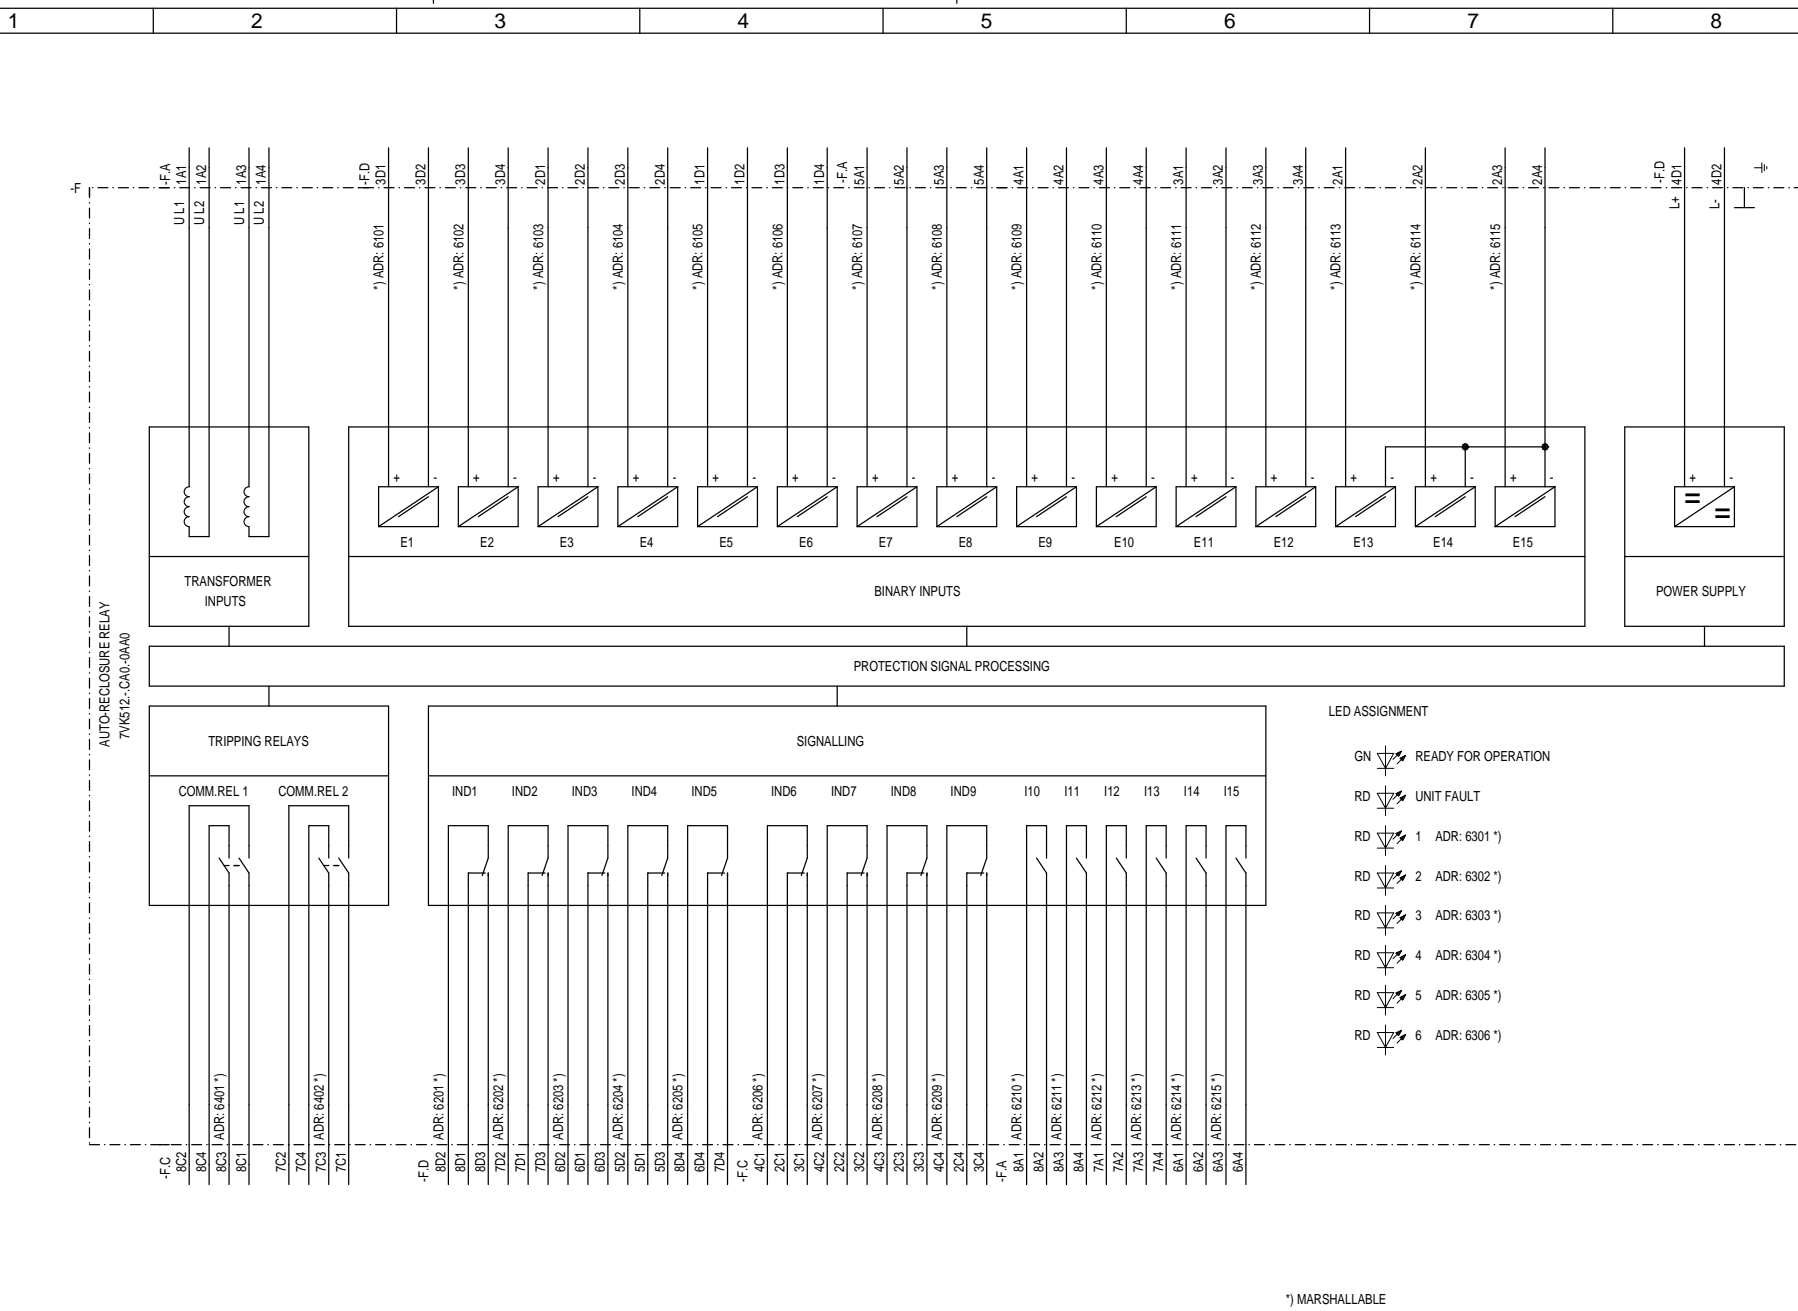 1 2 3 4 5 6 7 8
-F.A 1A1 1A2 1A3 1A4 -F.D 3D1 3D2 3D3 3D4 2D1 2D2 2D3 2D4 1D1 1D2 1D3 1D4 -F.A 5A1 5A2 5A3 5A4 4A1 4A2 4A3 4A4 3A1 3A2 3A3 3A4 2A1 2A2 2A3 2A4 -F.D 4D1 4D2
-F
U L1 U L2 U L1 U L2 L+ L-
*) ADR: 6101 *) ADR: 6102 *) ADR: 6103 *) ADR: 6104 *) ADR: 6105 *) ADR: 6106 *) ADR: 6107 *) ADR: 6108 *) ADR: 6109 *) ADR: 6110 *) ADR: 6111 *) ADR: 6112 *) ADR: 6113 *) ADR: 6114 *) ADR: 6115
+ - + - + - + - + - + - + - + - + - + - + - + - + - + - + - + -
E1 E2 E3 E4 E5 E6 E7 E8 E9 E10 E11 E12 E13 E14 E15
TRANSFORMER
INPUTS
BINARY INPUTS
POWER SUPPLY
AUTO-RECLOSURE RELAY
7VK512.-.CA0.-0AA0
PROTECTION SIGNAL PROCESSING
TRIPPING RELAYS
SIGNALLING
COMM.REL 1 COMM.REL 2
IND1 IND2 IND3 IND4 IND5 IND6 IND7 IND8 IND9 I10 I11 I12 I13 I14 I15
LED ASSIGNMENT
GN READY FOR OPERATION
RD UNIT FAULT
RD 1 ADR: 6301 *)
RD 2 ADR: 6302 *)
RD 3 ADR: 6303 *)
RD 4 ADR: 6304 *)
RD 5 ADR: 6305 *)
RD 6 ADR: 6306 *)
ADR: 6401 *) ADR: 6402 *) ADR: 6201 *) ADR: 6202 *) ADR: 6203 *) ADR: 6204 *) ADR: 6205 *) ADR: 6206 *) ADR: 6207 *) ADR: 6208 *) ADR: 6209 *) ADR: 6210 *) ADR: 6211 *) ADR: 6212 *) ADR: 6213 *) ADR: 6214 *) ADR: 6215 *)
-F.C 8C2 8C4 8C3 8C1 7C2 7C4 7C3 7C1 -F.D 8D2 8D1 8D3 7D2 7D1 7D3 6D2 6D1 6D3 5D2 5D1 5D3 8D4 6D4 7D4 -F.C 4C1 2C1 3C1 4C2 2C2 3C2 4C3 2C3 3C3 4C4 2C4 3C4 -F.A 8A1 8A2 8A3 8A4 7A1 7A2 7A3 7A4 6A1 6A2 6A3 6A4
*) MARSHALLABLE